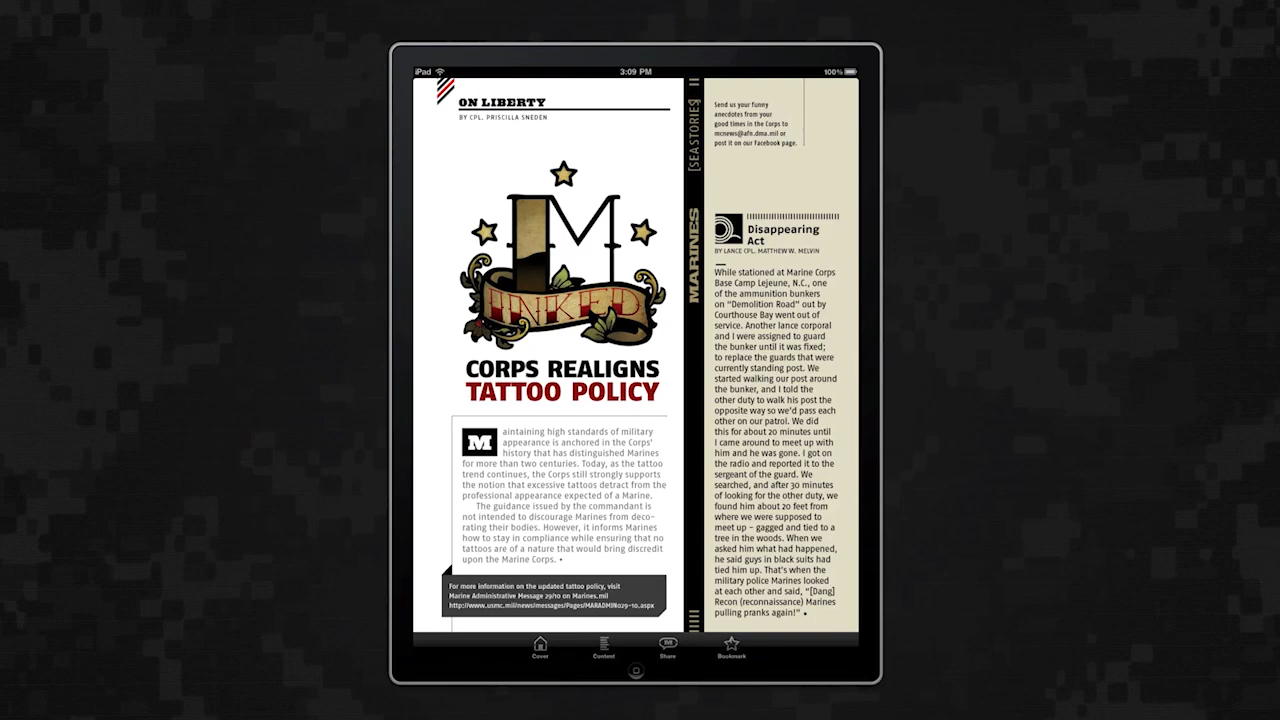 iPad
3:09 PM
100%
ON LIBERTY
BY CPL. PRISCILLA SNEDEN
M
INKED
CORPS REALIGNS
TATTOO POLICY
Maintaining high standards of military
appearance is anchored in the Corps'
history that has distinguished Marines
for more than two centuries. Today, as the tattoo
trend continues, the Corps still strongly supports
the notion that excessive tattoos detract from the
professional appearance expected of a Marine.
The guidance issued by the commandant is
not intended to discourage Marines from deco-
rating their bodies. However, it informs Marines
how to stay in compliance while ensuring that no
tattoos are of a nature that would bring discredit
upon the Marine Corps. •
For more information on the updated tattoo policy, visit
Marine Administrative Message 29/10 on Marines.mil
http://www.usmc.mil/news/messages/Pages/MARADMIN029-10.aspx
[SEA STORIES]
MARINES
Send us your funny
anecdotes from your
good times in the Corps to
mcnews@afn.dma.mil or
post it on our Facebook page.
Disappearing
Act
BY LANCE CPL. MATTHEW W. MELVIN
While stationed at Marine Corps
Base Camp Lejeune, N.C., one
of the ammunition bunkers
on "Demolition Road" out by
Courthouse Bay went out of
service. Another lance corporal
and I were assigned to guard
the bunker until it was fixed;
to replace the guards that were
currently standing post. We
started walking our post around
the bunker, and I told the
other duty to walk his post the
opposite way so we'd pass each
other on our patrol. We did
this for about 20 minutes until
I came around to meet up with
him and he was gone. I got on
the radio and reported it to the
sergeant of the guard. We
searched, and after 30 minutes
of looking for the other duty, we
found him about 20 feet from
where we were supposed to
meet up – gagged and tied to a
tree in the woods. When we
asked him what had happened,
he said guys in black suits had
tied him up. That's when the
military police Marines looked
at each other and said, "[Dang]
Recon (reconnaissance) Marines
pulling pranks again!" •
Cover
Content
Share
Bookmark